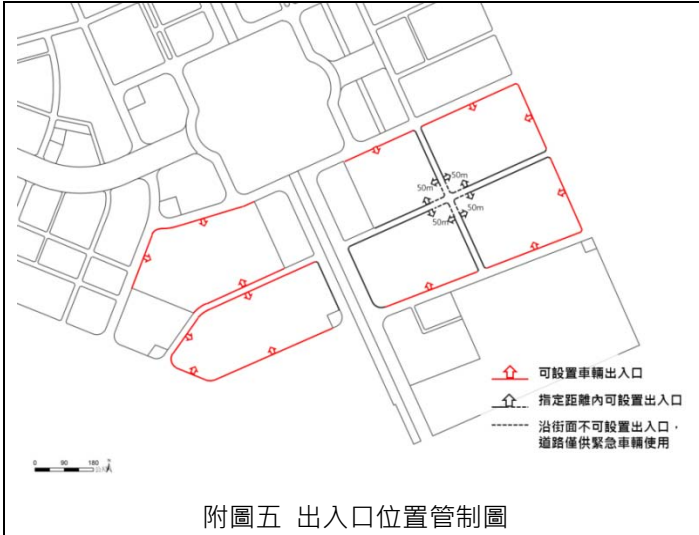 50m
50m
50m
50m
可設置車輛出入口
指定距離內可設置出入口
沿街面不可設置出入口，
道路僅供緊急車輛使用
0 90 180
附圖五 出入口位置管制圖